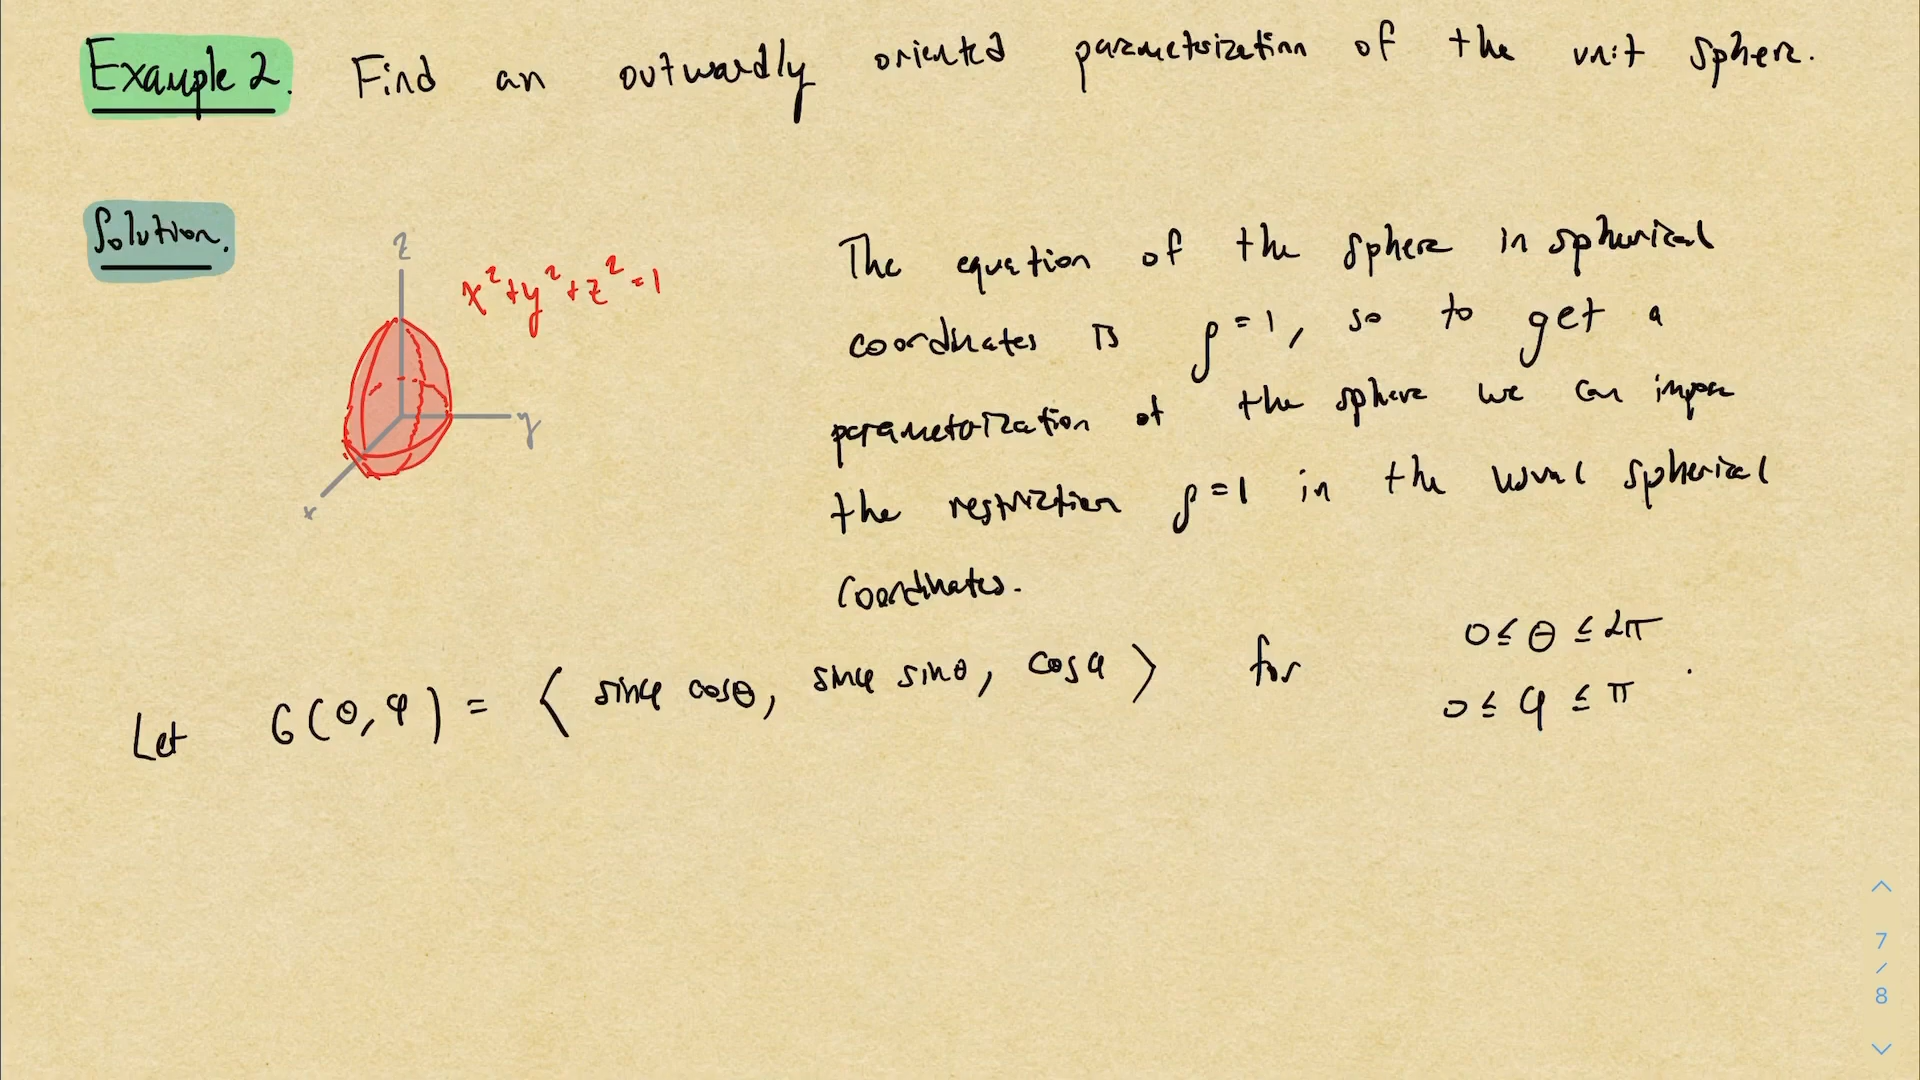 Example 2. Find an outwardly oriented parameterization of the unit sphere.
Solution.
z
x²+y²+z²=1
y
x
The equation of the sphere in spherical
coordinates is ρ=1, so to get a
parameterization of the sphere we can impose
the restriction ρ=1 in the usual spherical
coordinates.
Let G(θ,φ) = ⟨ sinφ cosθ, sinφ sinθ, cosφ ⟩ for 0≤θ≤2π
0≤φ≤π.
7
/
8